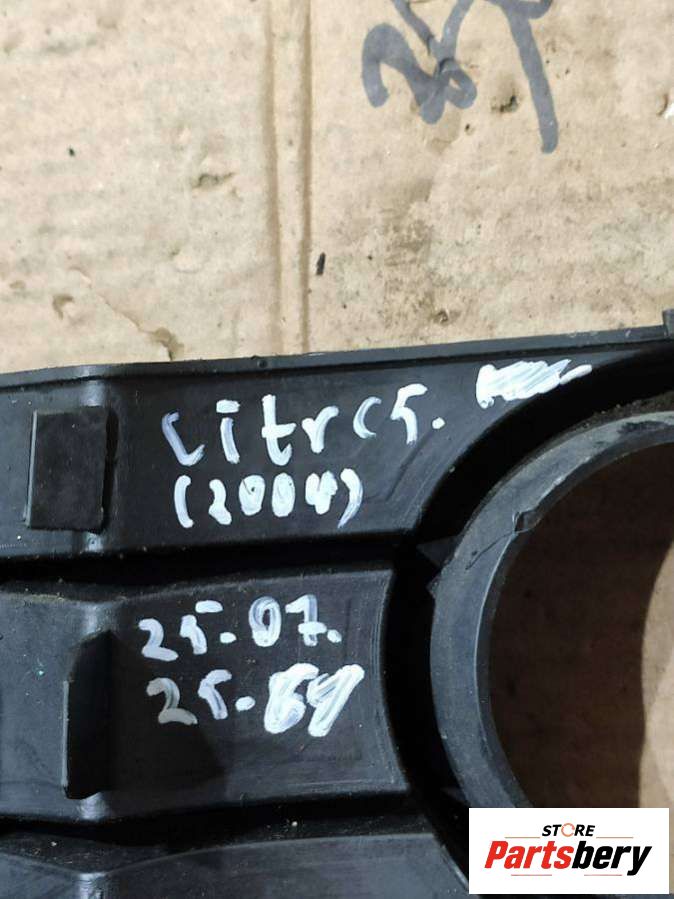 Citr C5.
(2004)
25.07.
25.64
STORE
Partsbery